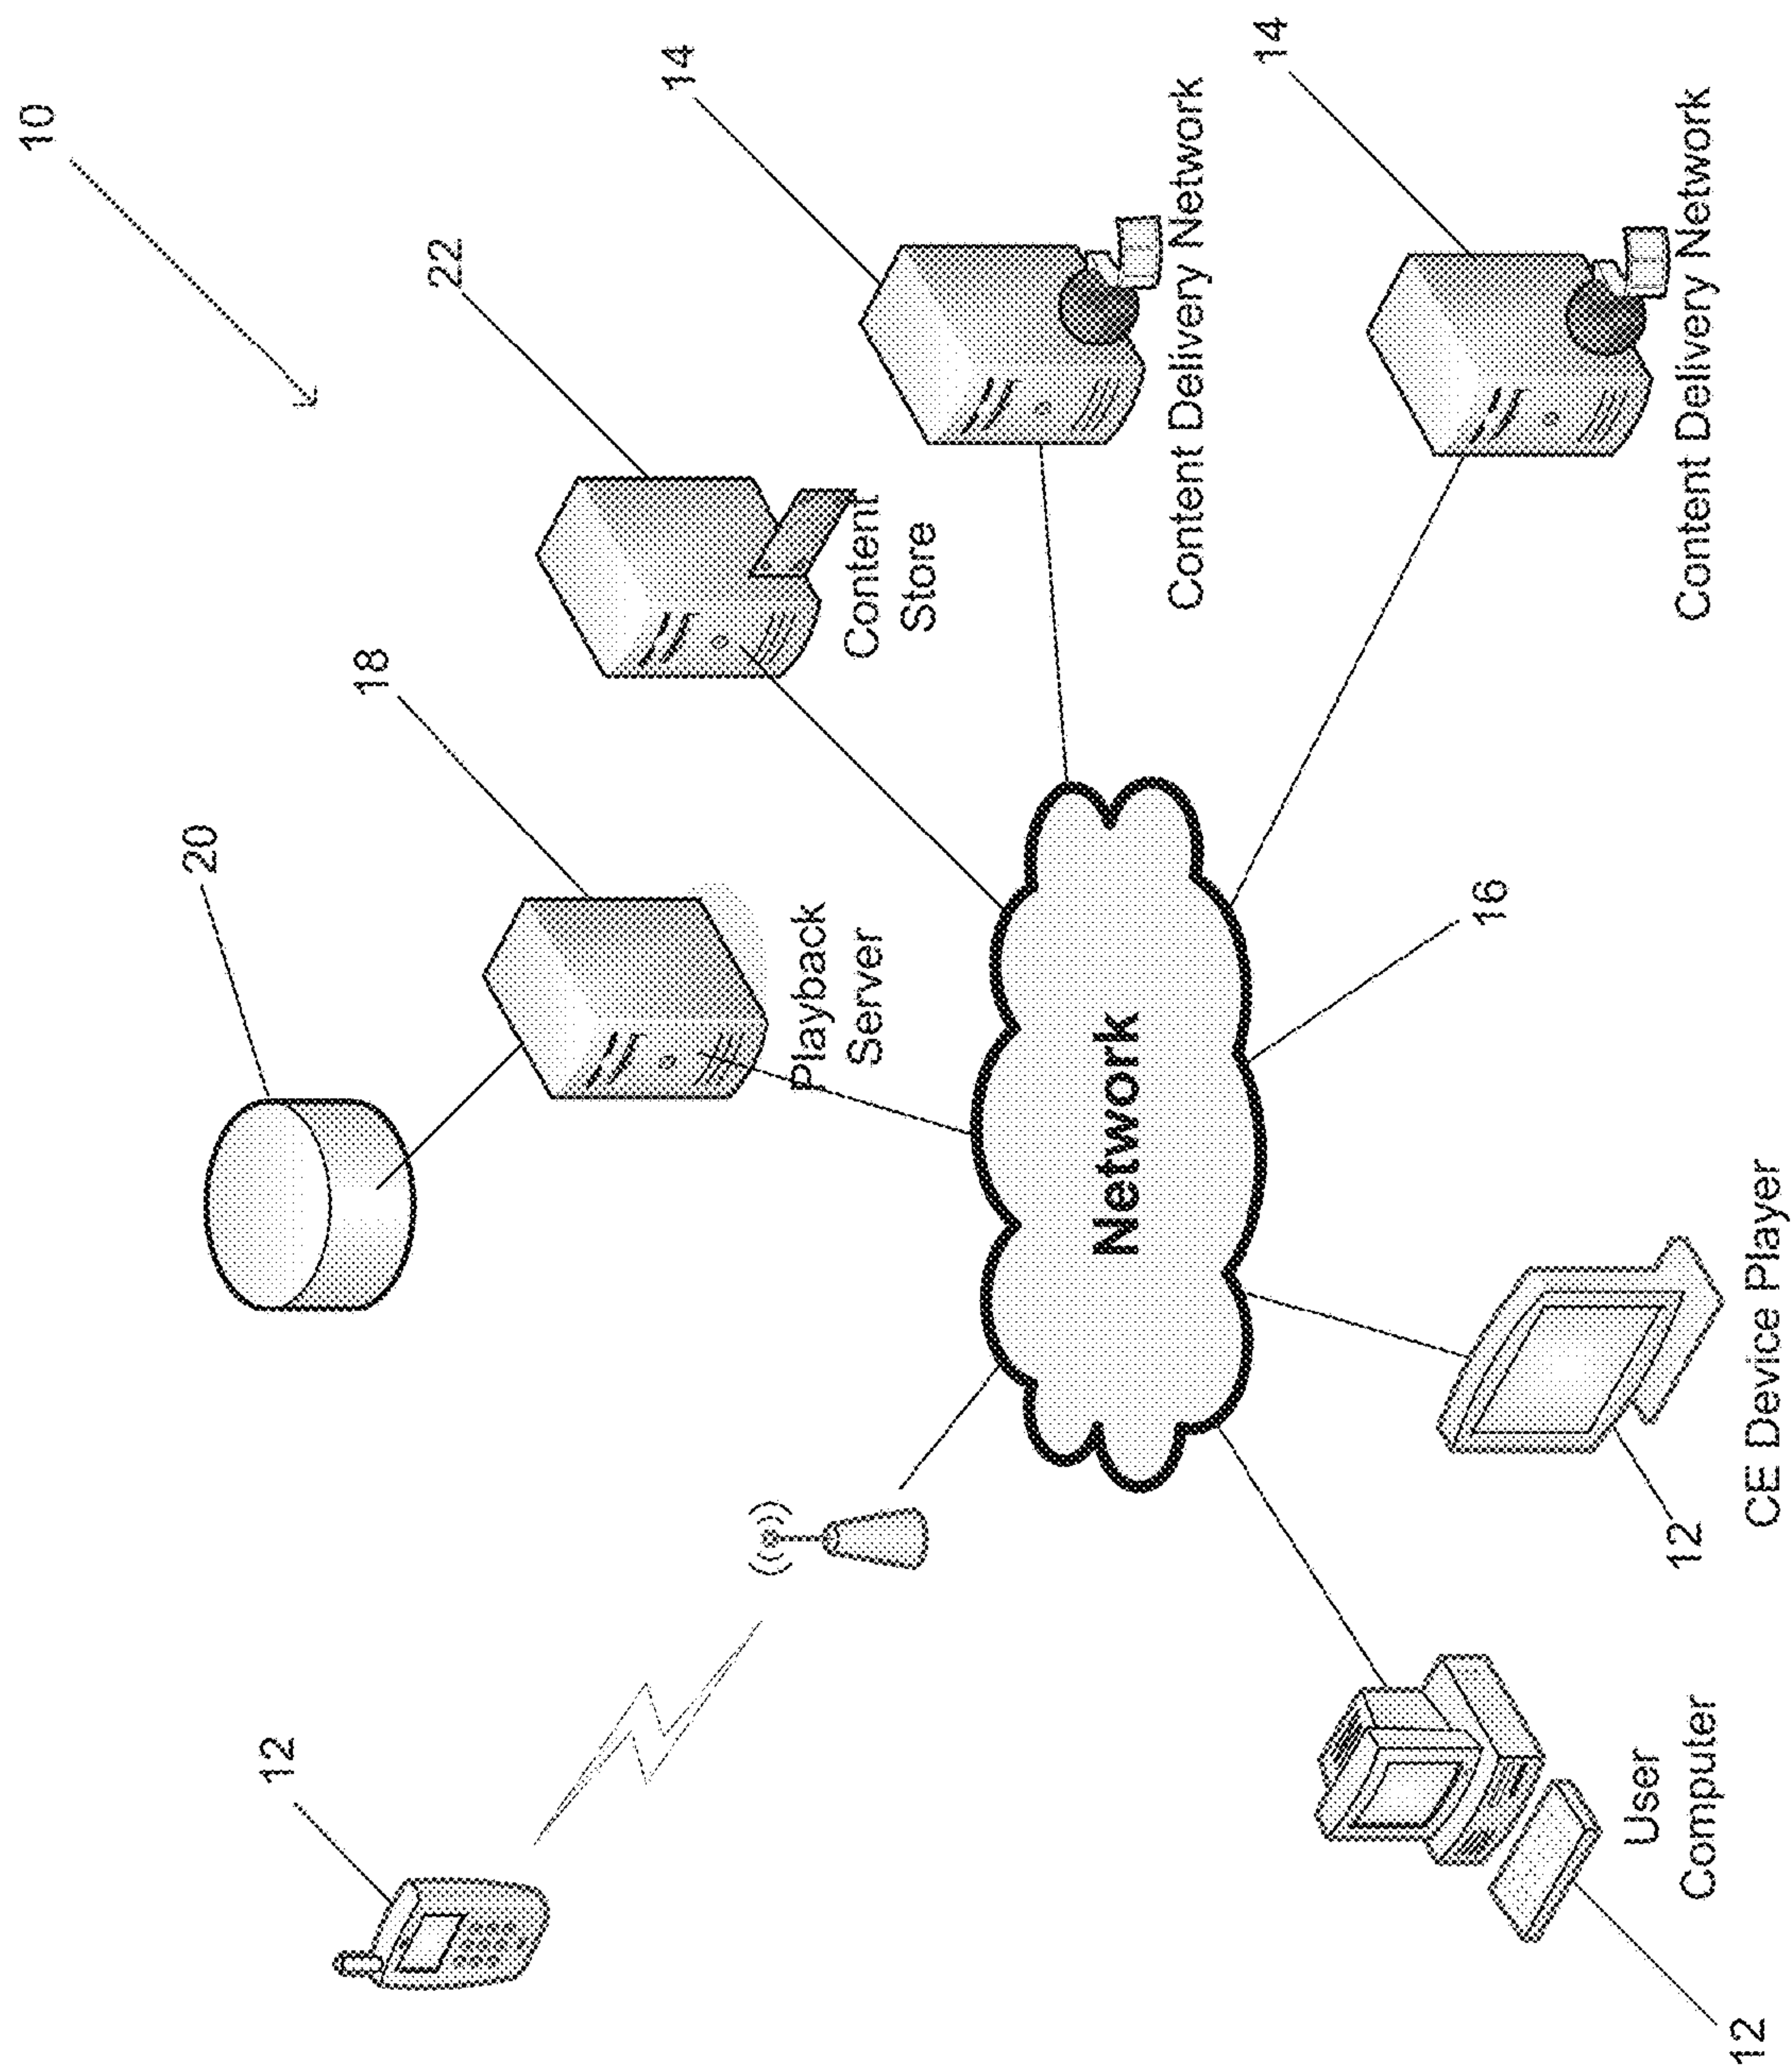 10
20
12
18
22
14
Playback
Server
Content
Store
Network
Content Delivery Network
14
16
User
Computer
12
Content Delivery Network
12
CE Device Player